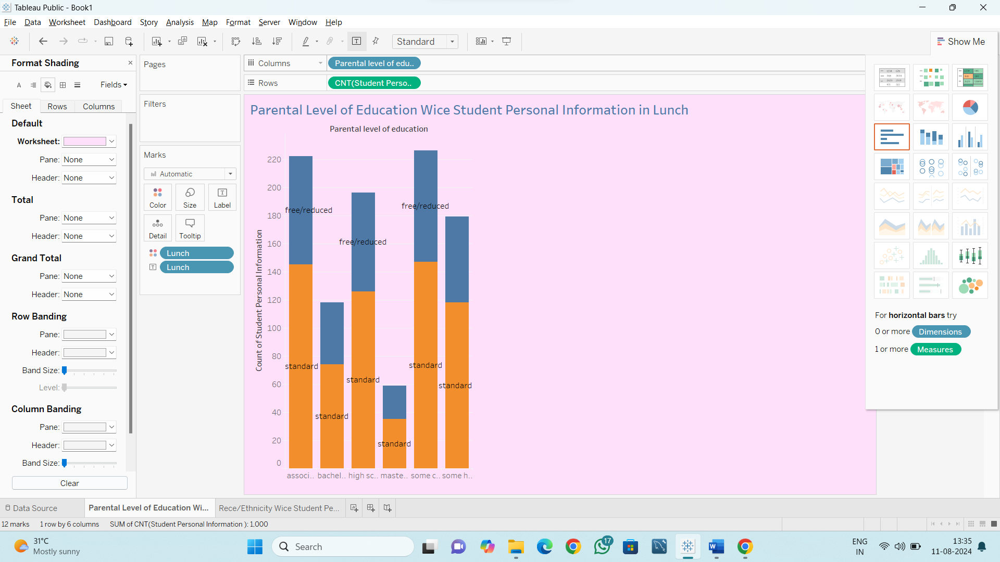 Tableau Public - Book1
File Data Worksheet Dashboard Story Analysis Map Format Server Window Help
Standard
Show Me
Format Shading
Fields
Sheet Rows Columns
Default
Worksheet:
Pane: None
Header: None
Total
Pane: None
Header: None
Grand Total
Pane: None
Header: None
Row Banding
Pane:
Header:
Band Size:
Level:
Column Banding
Pane:
Header:
Band Size:
Clear
Pages
Filters
Marks
Automatic
Color Size Label
Detail Tooltip
Lunch
Lunch
Columns Parental level of edu..
Rows CNT(Student Perso..
Parental Level of Education Wice Student Personal Information in Lunch
Parental level of education
Count of Student Personal Information
220
200
180
160
140
120
100
80
60
40
20
0
free/reduced
free/reduced
free/reduced
standard
standard
standard
standard
standard
standard
associ.. bachel.. high sc.. maste.. some c.. some h..
For horizontal bars try
0 or more Dimensions
1 or more Measures
Data Source Parental Level of Education Wi... Rece/Ethnicity Wice Student Pe...
12 marks 1 row by 6 columns SUM of CNT(Student Personal Information ): 1,000
31°C
Mostly sunny
Search
17
ENG
IN
13:35
11-08-2024